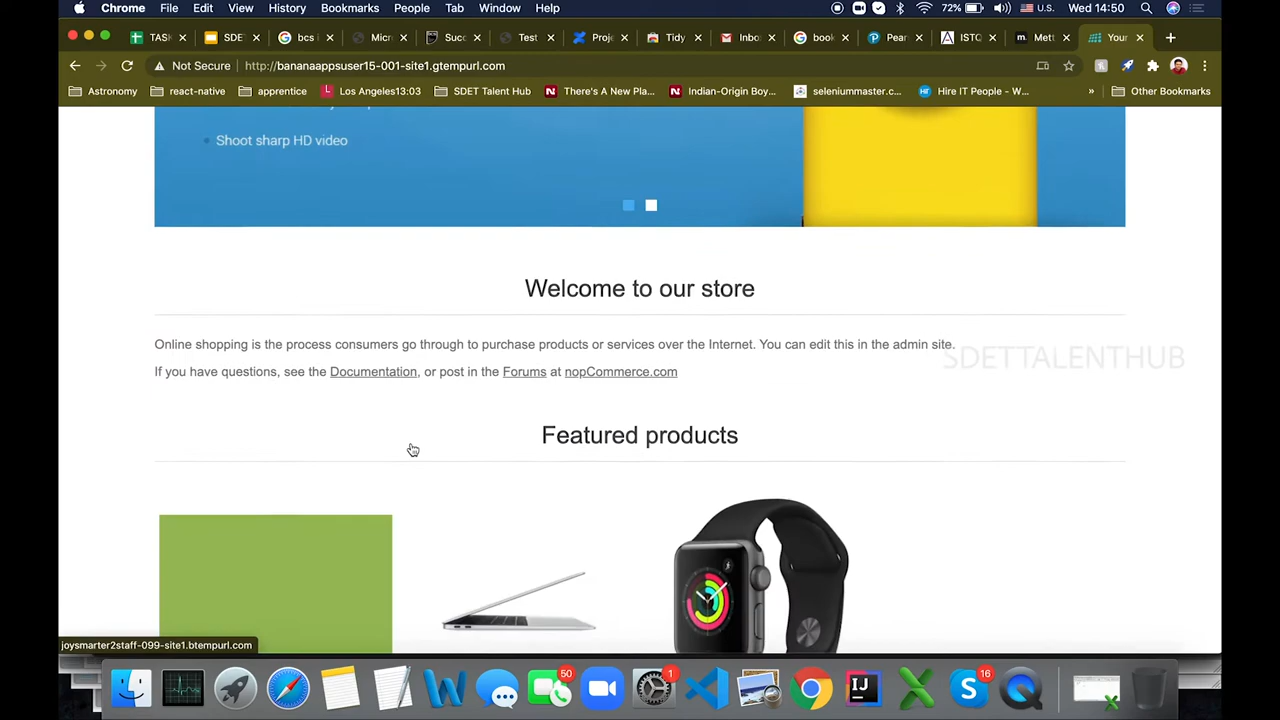 Chrome File Edit View History Bookmarks People Tab Window Help 72% U.S. Wed 14:50
TASK SDET bcs Micr Succ Test Proje Tidy Inbox book Pear ISTQ Mett Your
Not Secure http://bananaappsuser15-001-site1.gtempurl.com
Astronomy react-native apprentice Los Angeles13:03 SDET Talent Hub There's A New Pla... Indian-Origin Boy... seleniummaster.c... Hire IT People - W... » Other Bookmarks
Shoot sharp HD video
Welcome to our store
Online shopping is the process consumers go through to purchase products or services over the Internet. You can edit this in the admin site.
SDETTALENTHUB
If you have questions, see the Documentation, or post in the Forums at nopCommerce.com
Featured products
joysmarter2staff-099-site1.btempurl.com
50 1 16